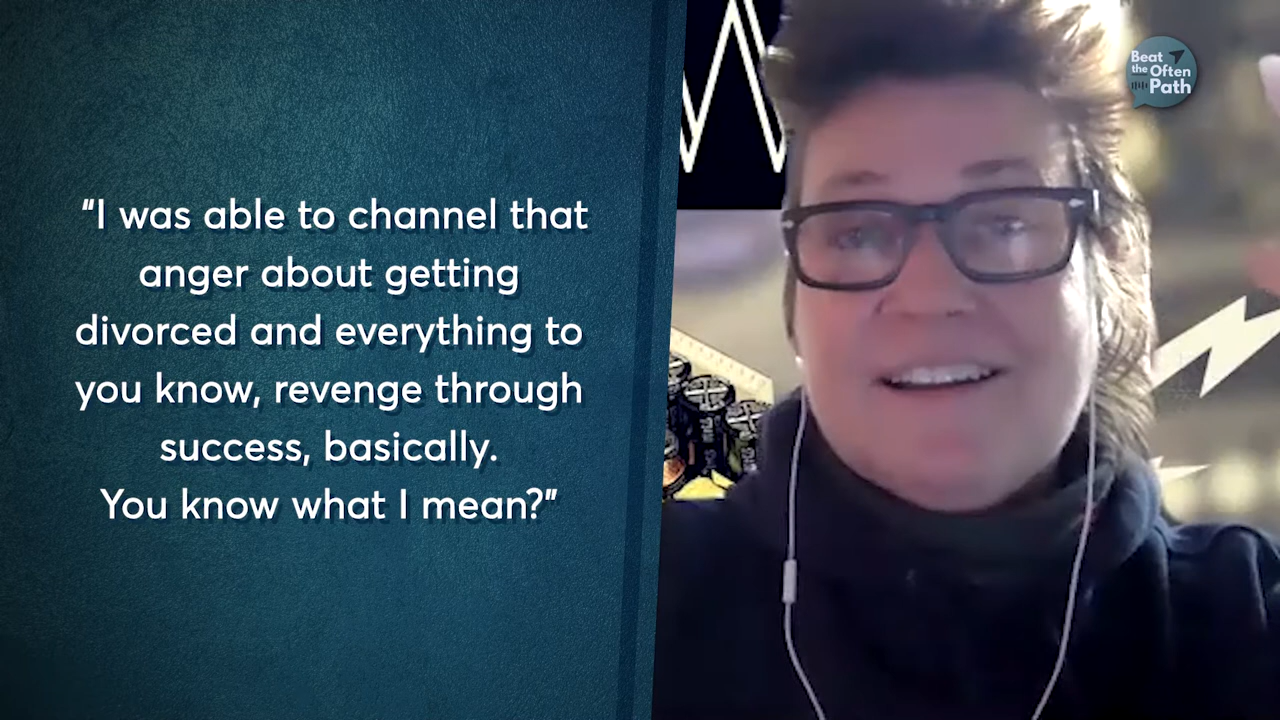 “I was able to channel that
anger about getting
divorced and everything to
you know, revenge through
success, basically.
You know what I mean?”
Beat
the Often
Path